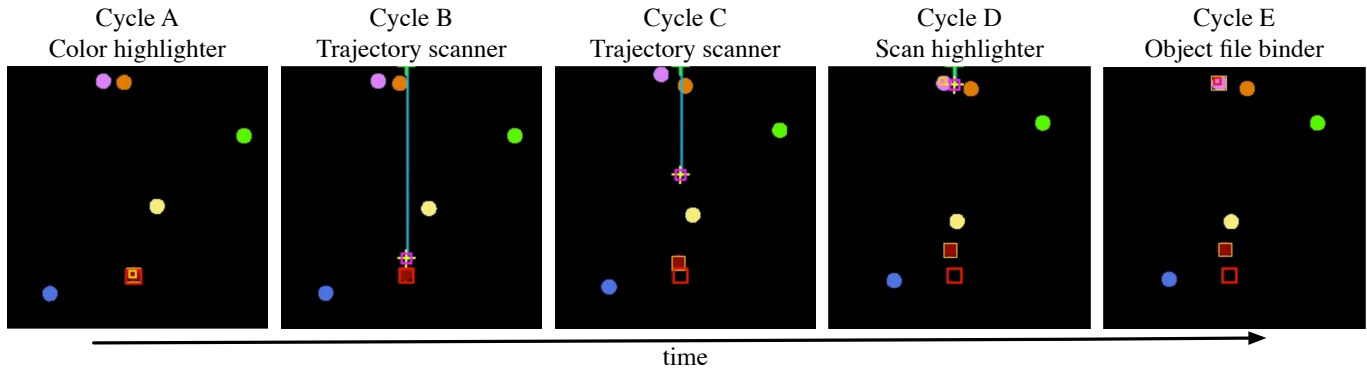 Cycle A
Color highlighter
Cycle B
Trajectory scanner
Cycle C
Trajectory scanner
Cycle D
Scan highlighter
Cycle E
Object file binder
time